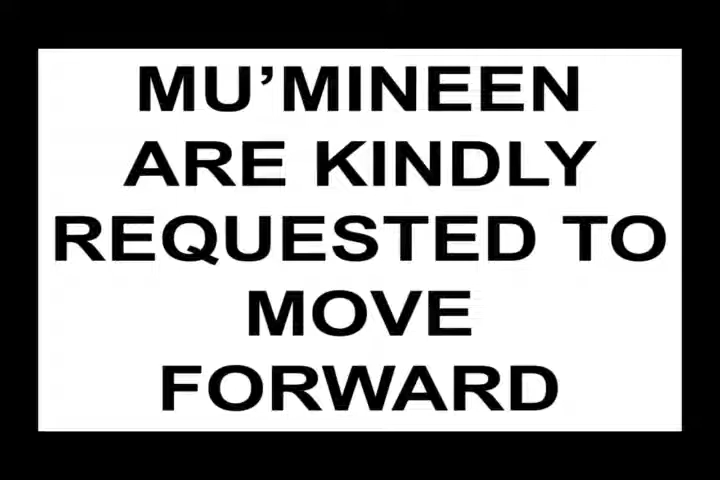 MU’MINEEN
ARE KINDLY
REQUESTED TO
MOVE
FORWARD